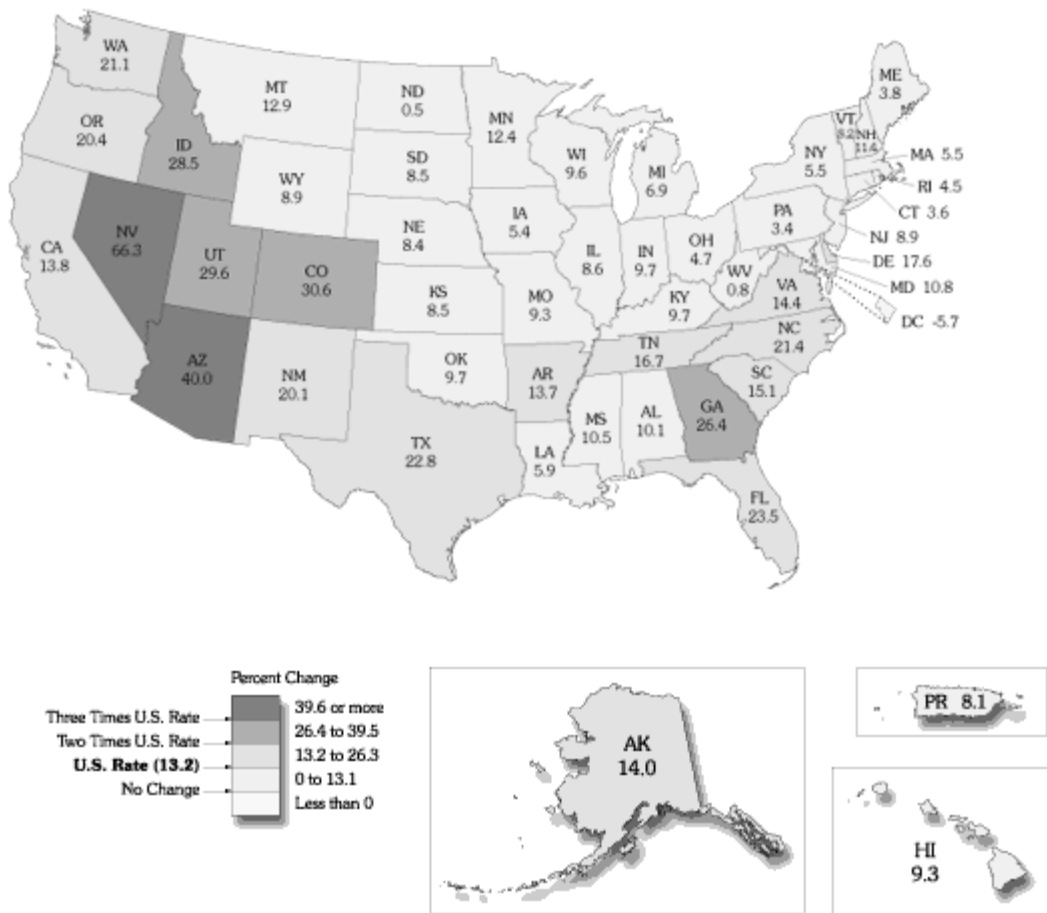 WA
21.1
OR
20.4
CA
13.8
ID
28.5
NV
66.3
UT
29.6
AZ
40.0
MT
12.9
WY
8.9
CO
30.6
NM
20.1
ND
0.5
SD
8.5
NE
8.4
KS
8.5
OK
9.7
TX
22.8
MN
12.4
IA
5.4
MO
9.3
AR
13.7
LA
5.9
WI
9.6
IL
8.6
MI
6.9
IN
9.7
OH
4.7
KY
9.7
TN
16.7
MS
10.5
AL
10.1
GA
26.4
FL
23.5
SC
15.1
NC
21.4
VA
14.4
WV
0.8
PA
3.4
NY
5.5
VT
8.2
NH
11.4
ME
3.8
MA 5.5
RI 4.5
CT 3.6
NJ 8.9
DE 17.6
MD 10.8
DC -5.7
Percent Change
39.6 or more
Three Times U.S. Rate
26.4 to 39.5
Two Times U.S. Rate
13.2 to 26.3
U.S. Rate (13.2)
0 to 13.1
No Change
Less than 0
AK
14.0
PR 8.1
HI
9.3